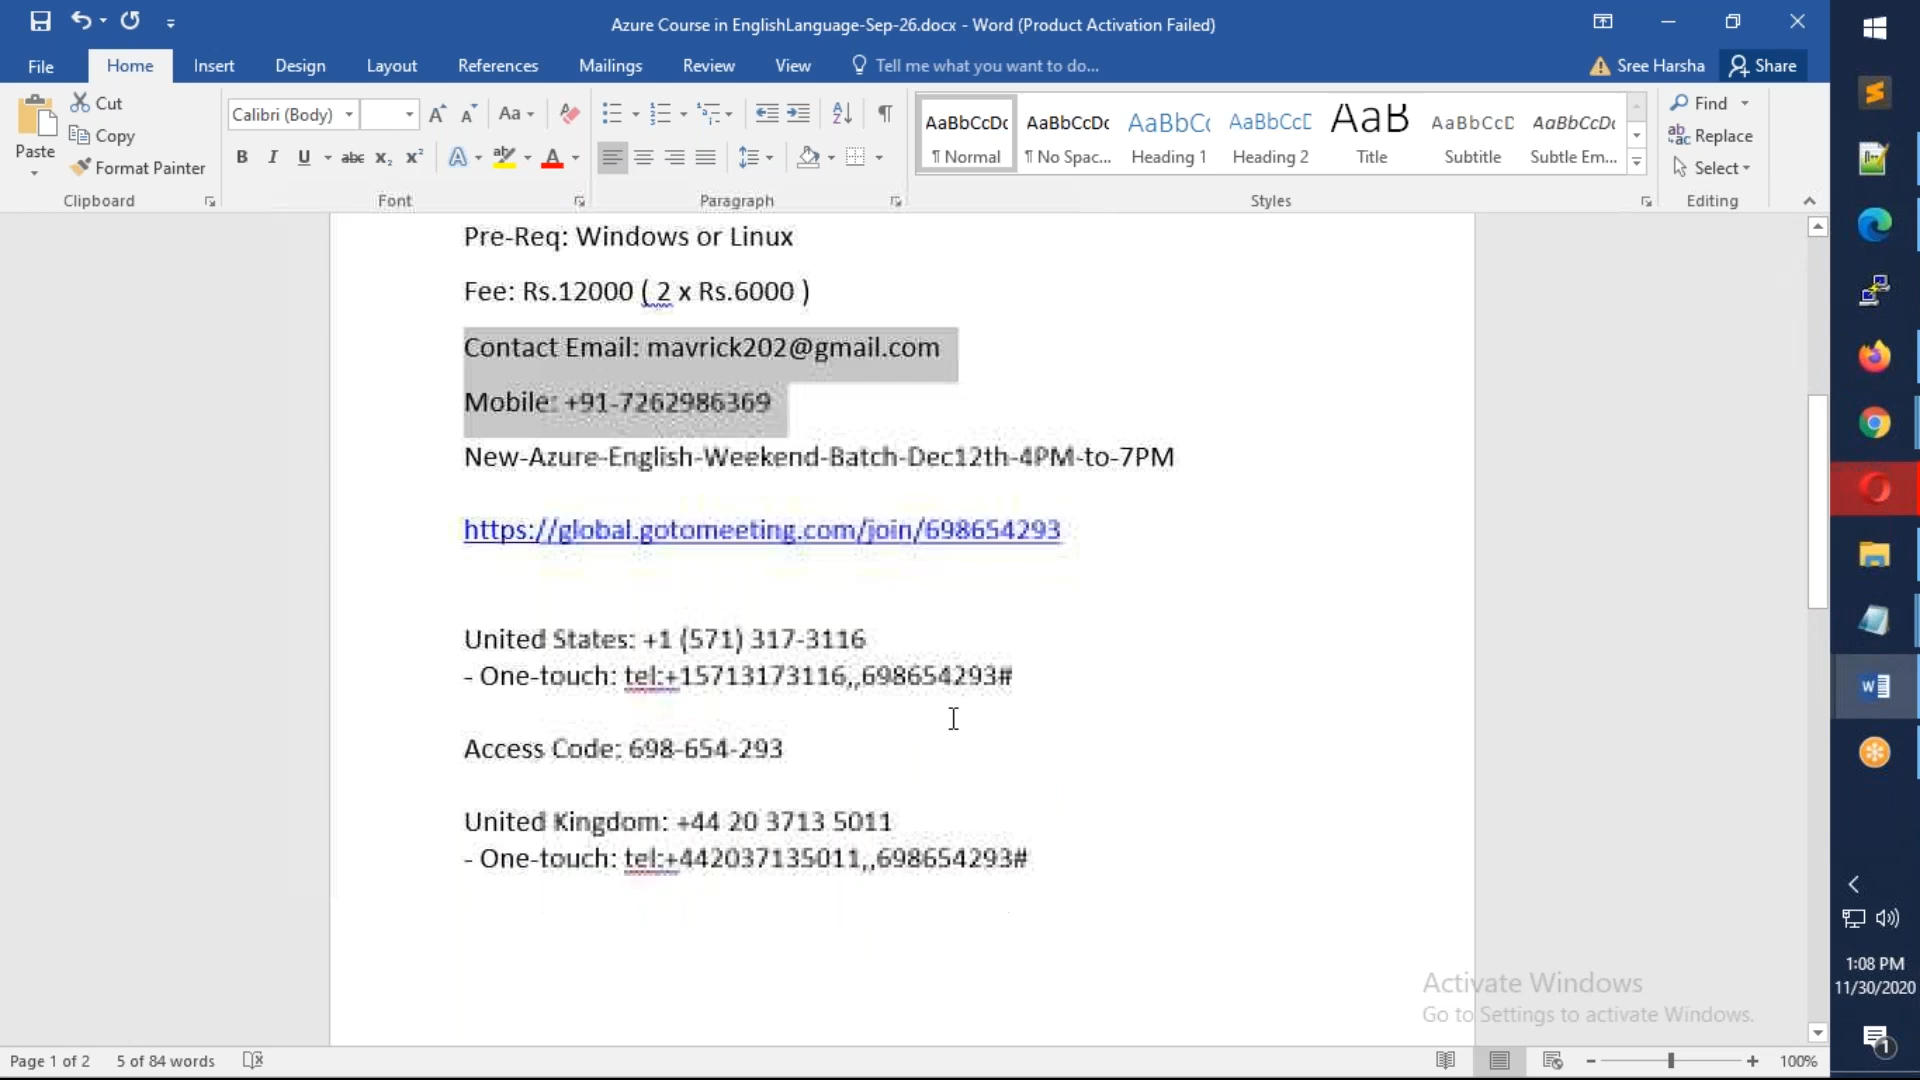 Azure Course in EnglishLanguage-Sep-26.docx - Word (Product Activation Failed)
File Home Insert Design Layout References Mailings Review View Tell me what you want to do... Sree Harsha Share
Paste
Cut
Copy
Format Painter
Clipboard
Calibri (Body)
Font
Paragraph
AaBbCcDc AaBbCcDc AaBbC( AaBbCcD AaB AaBbCcD AaBbCcDc
¶ Normal ¶ No Spac... Heading 1 Heading 2 Title Subtitle Subtle Em...
Styles
Find
Replace
Select
Editing
Pre-Req: Windows or Linux
Fee: Rs.12000 ( 2 x Rs.6000 )
Contact Email: mavrick202@gmail.com
Mobile: +91-7262986369
New-Azure-English-Weekend-Batch-Dec12th-4PM-to-7PM
https://global.gotomeeting.com/join/698654293
United States: +1 (571) 317-3116
- One-touch: tel:+15713173116,,698654293#
Access Code: 698-654-293
United Kingdom: +44 20 3713 5011
- One-touch: tel:+442037135011,,698654293#
Activate Windows
Go to Settings to activate Windows.
1:08 PM
11/30/2020
1
Page 1 of 2 5 of 84 words 100%